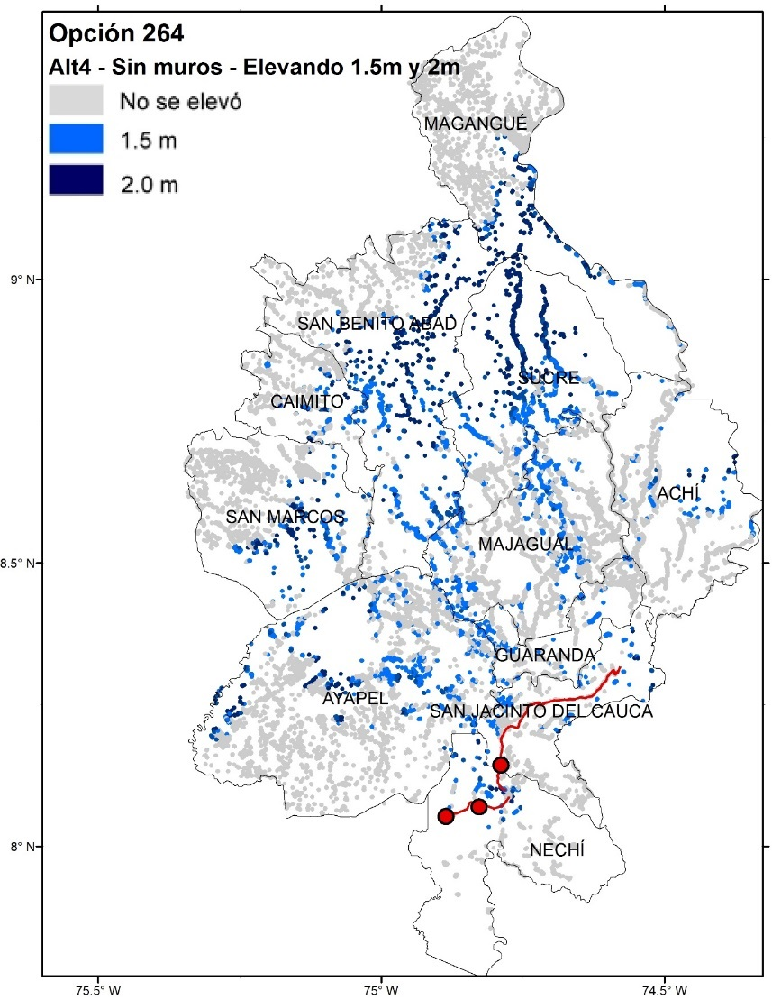 Opción 264
Alt4 - Sin muros - Elevando 1.5m y 2m
No se elevó
1.5 m
2.0 m
MAGANGUÉ
9° N
SAN BENITO ABAD
SUCRE
CAIMITO
ACHÍ
SAN MARCOS
MAJAGUAL
8.5° N
GUARANDA
AYAPEL
SAN JACINTO DEL CAUCA
8° N
NECHÍ
75.5° W
75° W
74.5° W